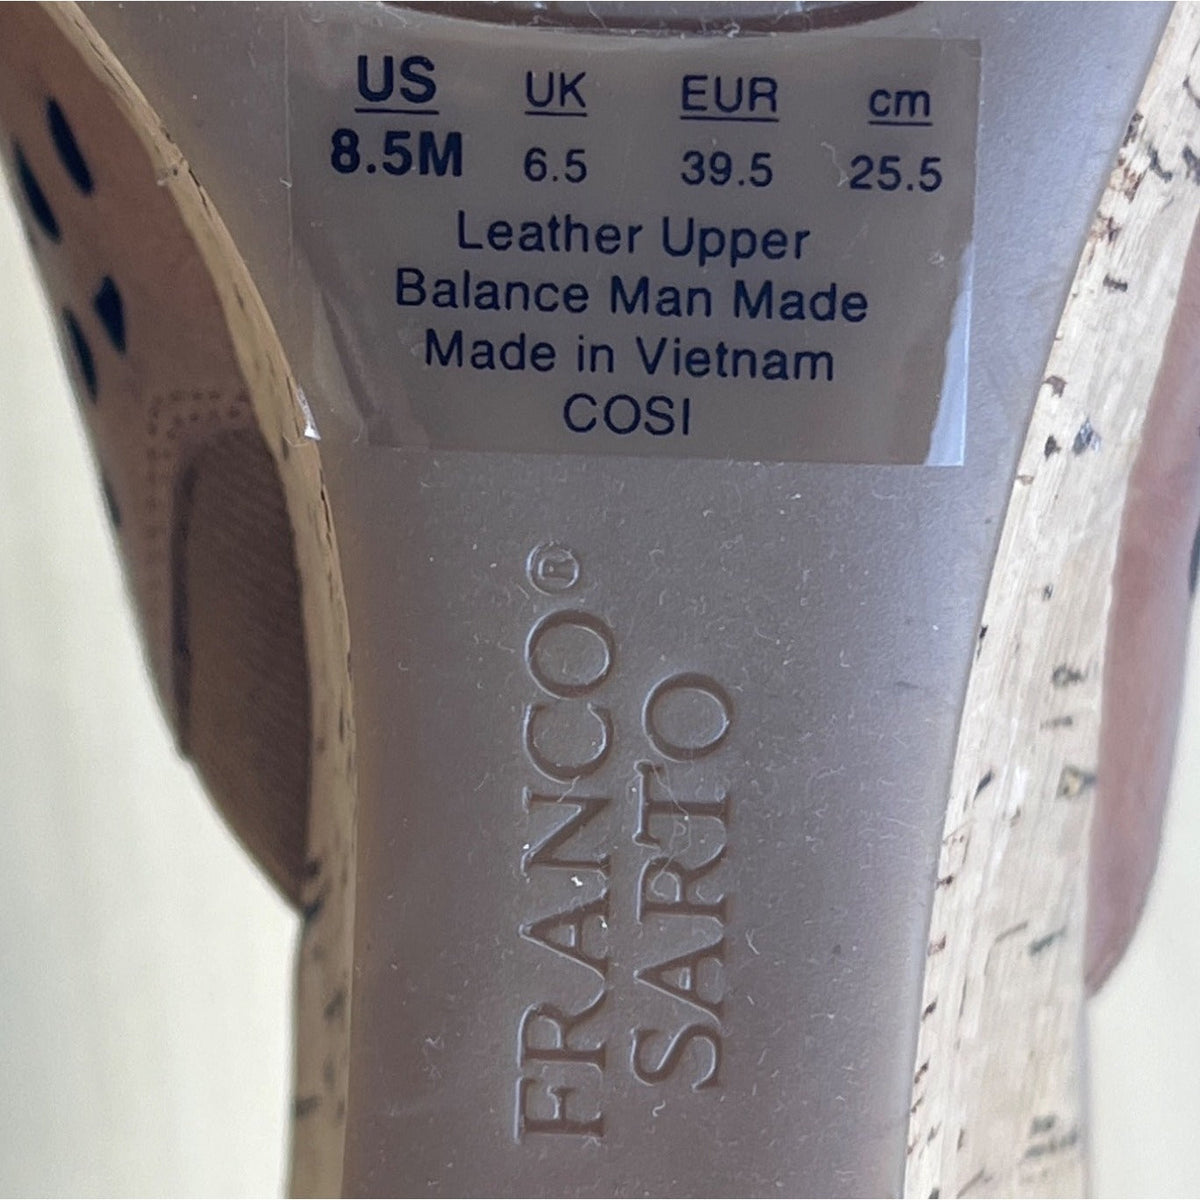 US UK EUR cm
8.5M 6.5 39.5 25.5
Leather Upper
Balance Man Made
Made in Vietnam
COSI
FRANCO®
SARTO